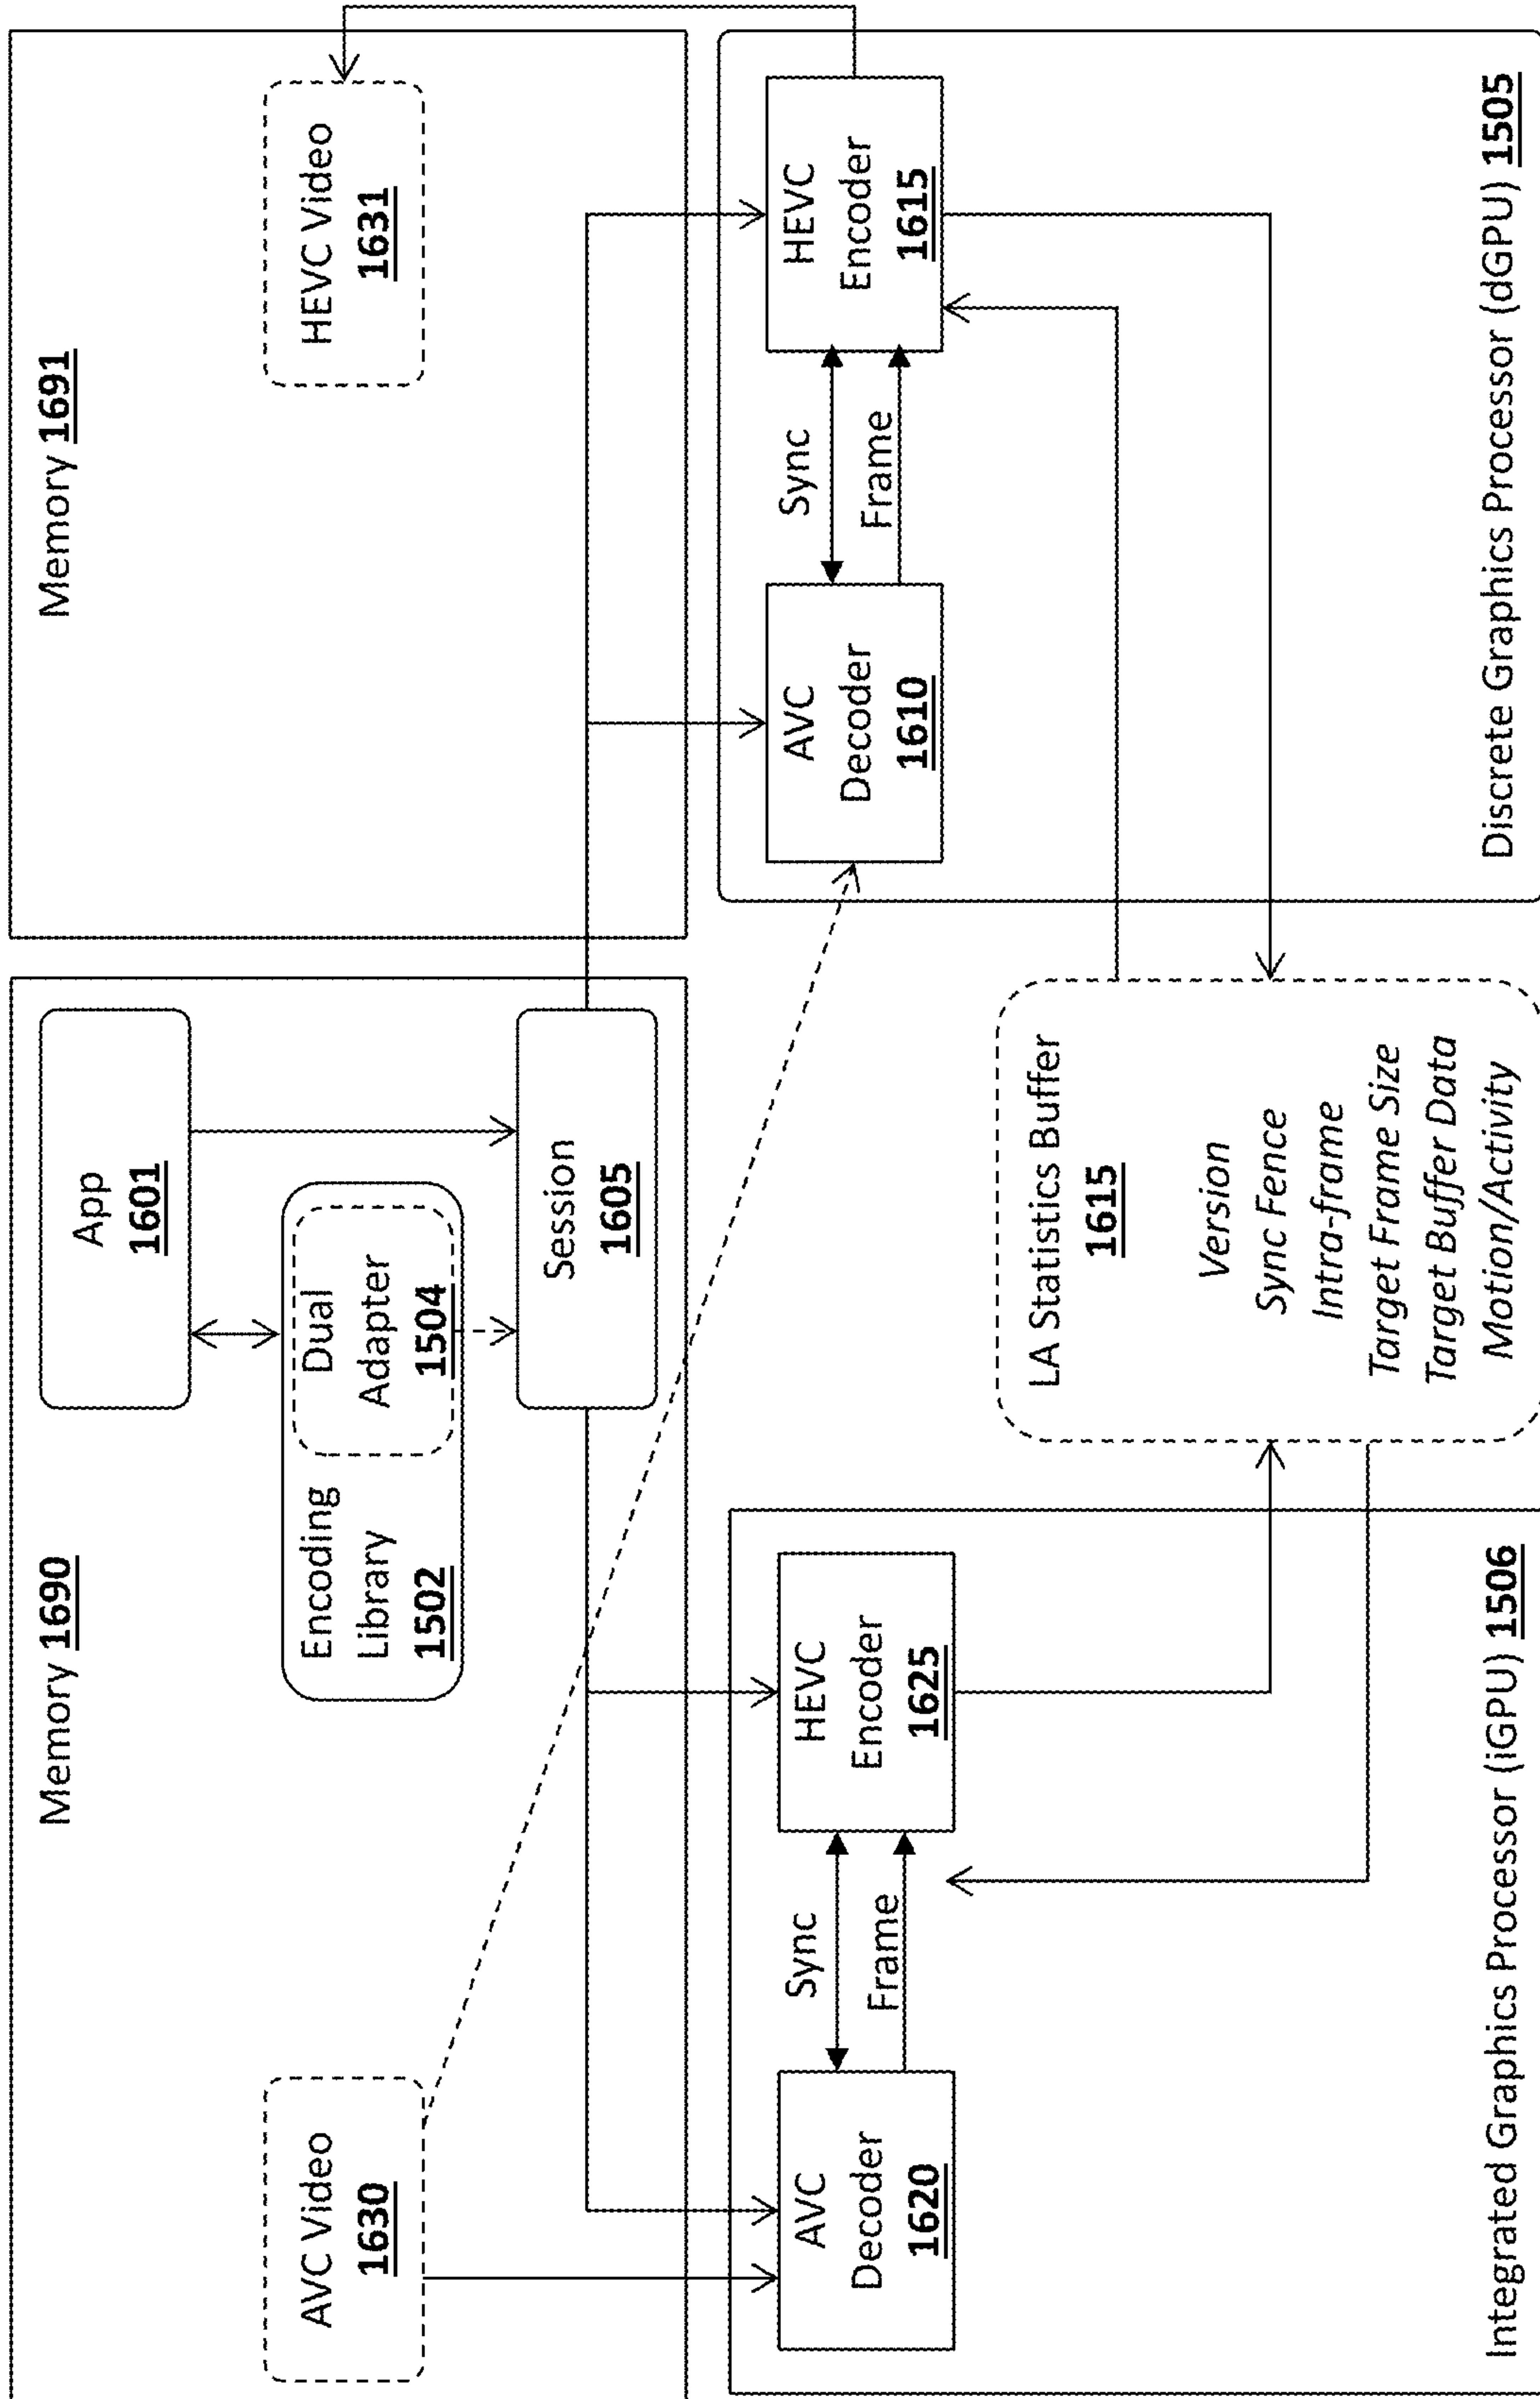 Memory 1690
App
1601
Encoding
Library
1502
Dual
Adapter
1504
Session
1605
AVC Video
1630
Memory 1691
HEVC Video
1631
AVC
Decoder
1620
Sync
Frame
HEVC
Encoder
1625
Integrated Graphics Processor (iGPU) 1506
LA Statistics Buffer
1615
Version
Sync Fence
Intra-frame
Target Frame Size
Target Buffer Data
Motion/Activity
AVC
Decoder
1610
Sync
Frame
HEVC
Encoder
1615
Discrete Graphics Processor (dGPU) 1505